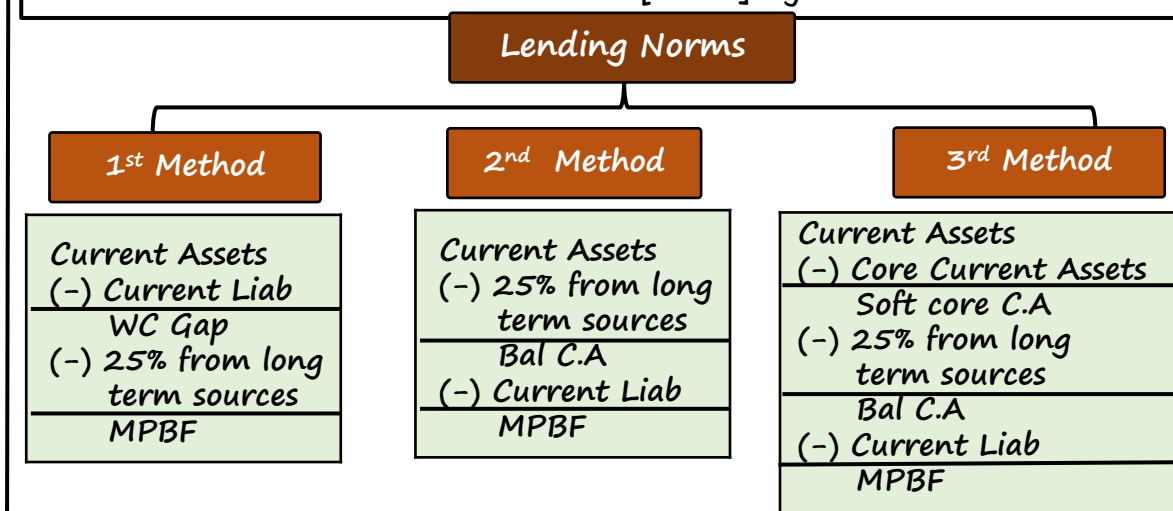 Lending Norms
1st Method
Current Assets
(-) Current Liab
WC Gap
(-) 25% from long
term sources
MPBF
2nd Method
Current Assets
(-) 25% from long
term sources
Bal C.A
(-) Current Liab
MPBF
3rd Method
Current Assets
(-) Core Current Assets
Soft core C.A
(-) 25% from long
term sources
Bal C.A
(-) Current Liab
MPBF